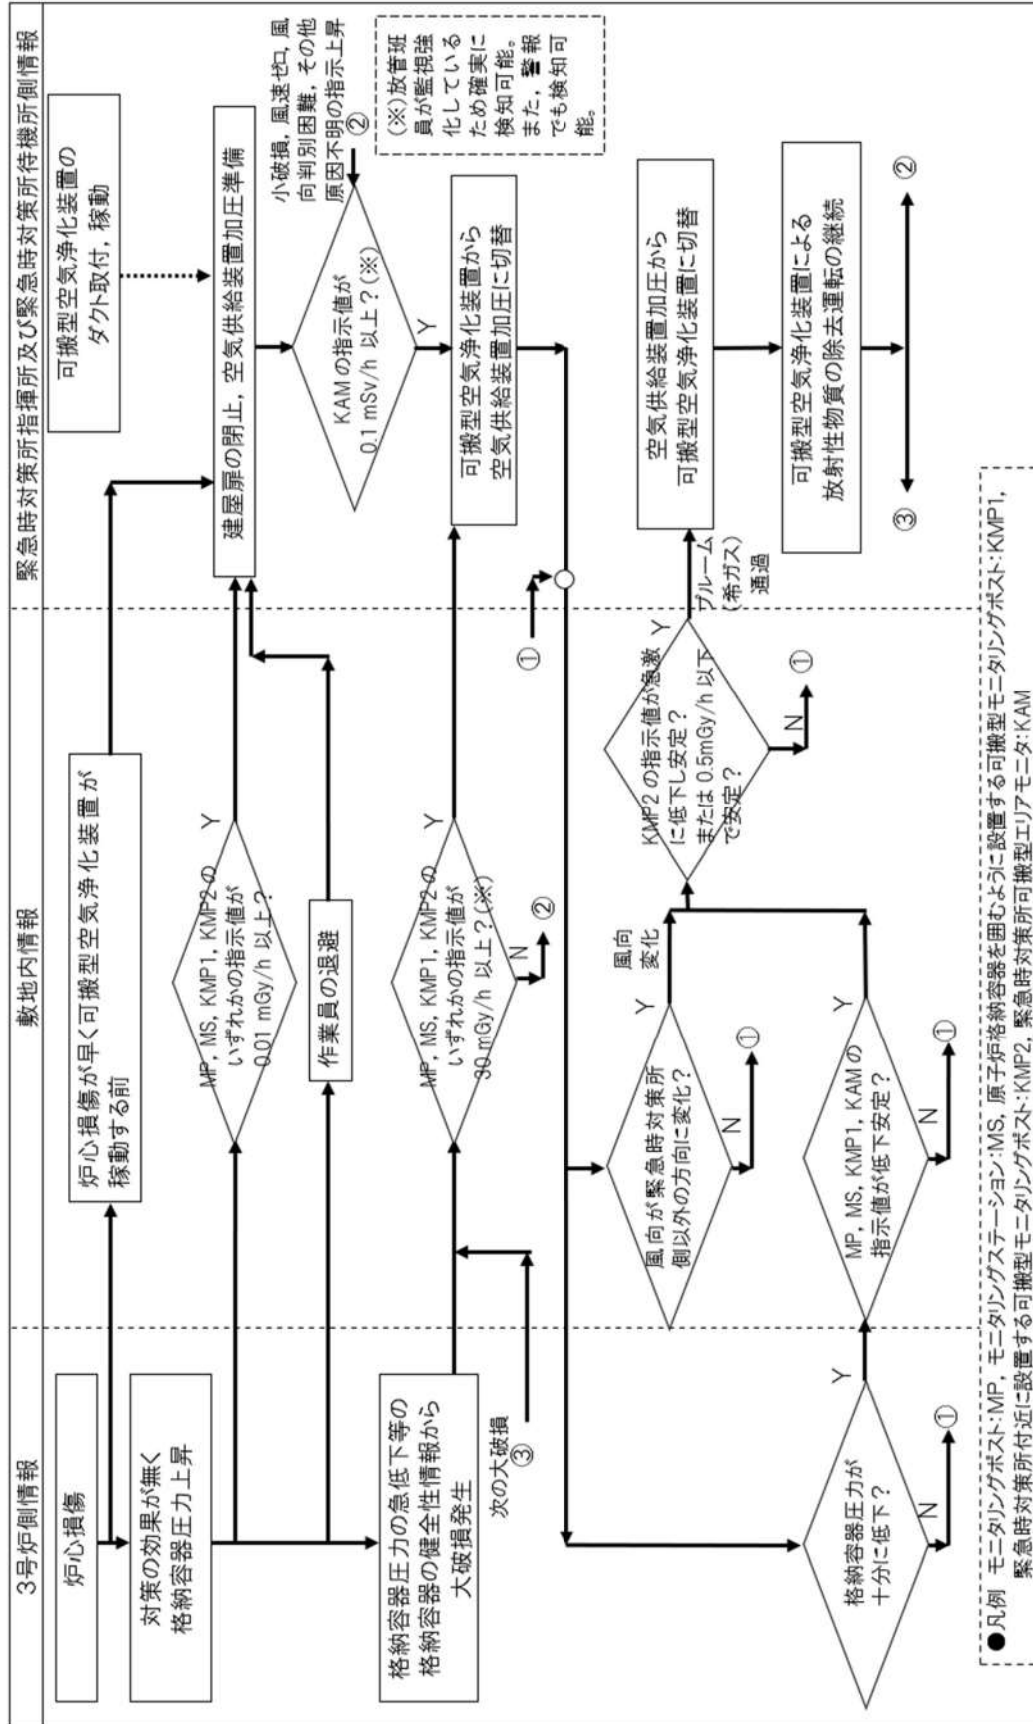 3号炉側情報
敷地内情報
緊急時対策所指揮所及び緊急時対策所待機所側情報
炉心損傷
対策の効果が無く
格納容器圧力上昇
格納容器圧力の急低下等の
格納容器の健全性情報から
大破損発生
次の大破損
③
格納容器圧力が
十分に低下?
Y
N
①
炉心損傷が早く可搬型空気浄化装置が
稼動する前
MP, MS, KMP1, KMP2の
いずれかの指示値が
0.01 mGy/h 以上?
Y
作業員の退避
MP, MS, KMP1, KMP2の
いずれかの指示値が
30 mGy/h 以上?(※)
Y
N
②
風向が緊急時対策所
側以外の方向に変化?
Y
風向
変化
N
①
MP, MS, KMP1, KAMの
指示値が低下安定?
Y
N
①
KMP2の指示値が急激
に低下し安定?
または 0.5mGy/h 以下
で安定?
Y
N
①
プルーム
(希ガス)
通過
可搬型空気浄化装置の
ダクト取付, 稼動
建屋扉の閉止, 空気供給装置加圧準備
小破損, 風速ゼロ, 風
向判別困難, その他
原因不明の指示上昇
②
KAMの指示値が
0.1 mSv/h 以上?(※)
Y
(※)放管班
員が監視強
化している
ため確実に
検知可能。
また, 警報
でも検知可
能。
可搬型空気浄化装置から
空気供給装置加圧に切替
①
空気供給装置加圧から
可搬型空気浄化装置に切替
可搬型空気浄化装置による
放射性物質の除去運転の継続
③
②
●凡例 モニタリングポスト:MP, モニタリングステーション:MS, 原子炉格納容器を囲むように設置する可搬型モニタリングポスト:KMP1,
緊急時対策所付近に設置する可搬型モニタリングポスト:KMP2, 緊急時対策所可搬型エリアモニタ:KAM